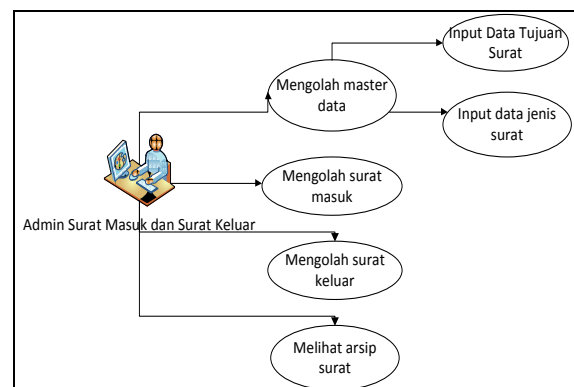 Input Data Tujuan
Surat
Mengolah master
data
Input data jenis
surat
Mengolah surat
masuk
Admin Surat Masuk dan Surat Keluar
Mengolah surat
keluar
Melihat arsip
surat